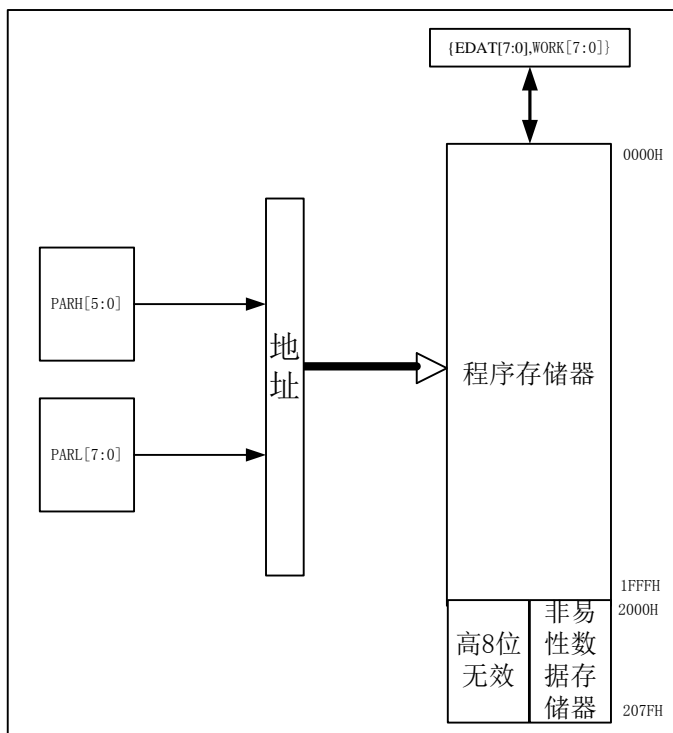 {EDAT[7:0],WORK[7:0]}
0000H
PARH[5:0]
地
址
程序存储器
PARL[7:0]
1FFFH
2000H
高8位
无效
非易
性数
据存
储器
207FH